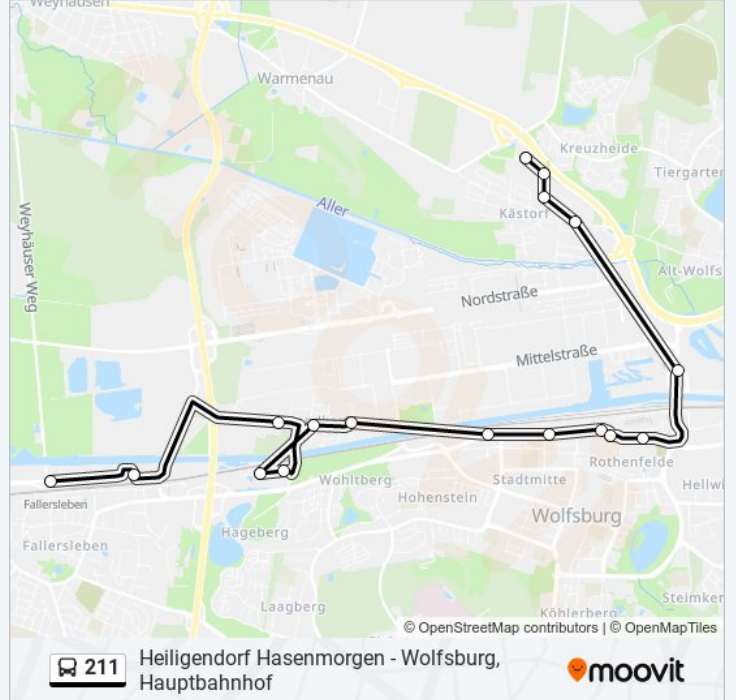 Weyhausen
Warmenau
Kreuzheide
Tiergarten
Aller
Kästorf
Weyhäuser Weg
Alt-Wolfs
Nordstraße
Mittelstraße
Rothenfelde
Wohltberg
Stadtmitte
Hellwi
Hohenstein
Fallersleben
Wolfsburg
Hageberg
Fallersleben
Steimker
Laagberg
Köhlerberg
© OpenStreetMap contributors | © OpenMapTiles
211
Heiligendorf Hasenmorgen - Wolfsburg,
Hauptbahnhof
moovit